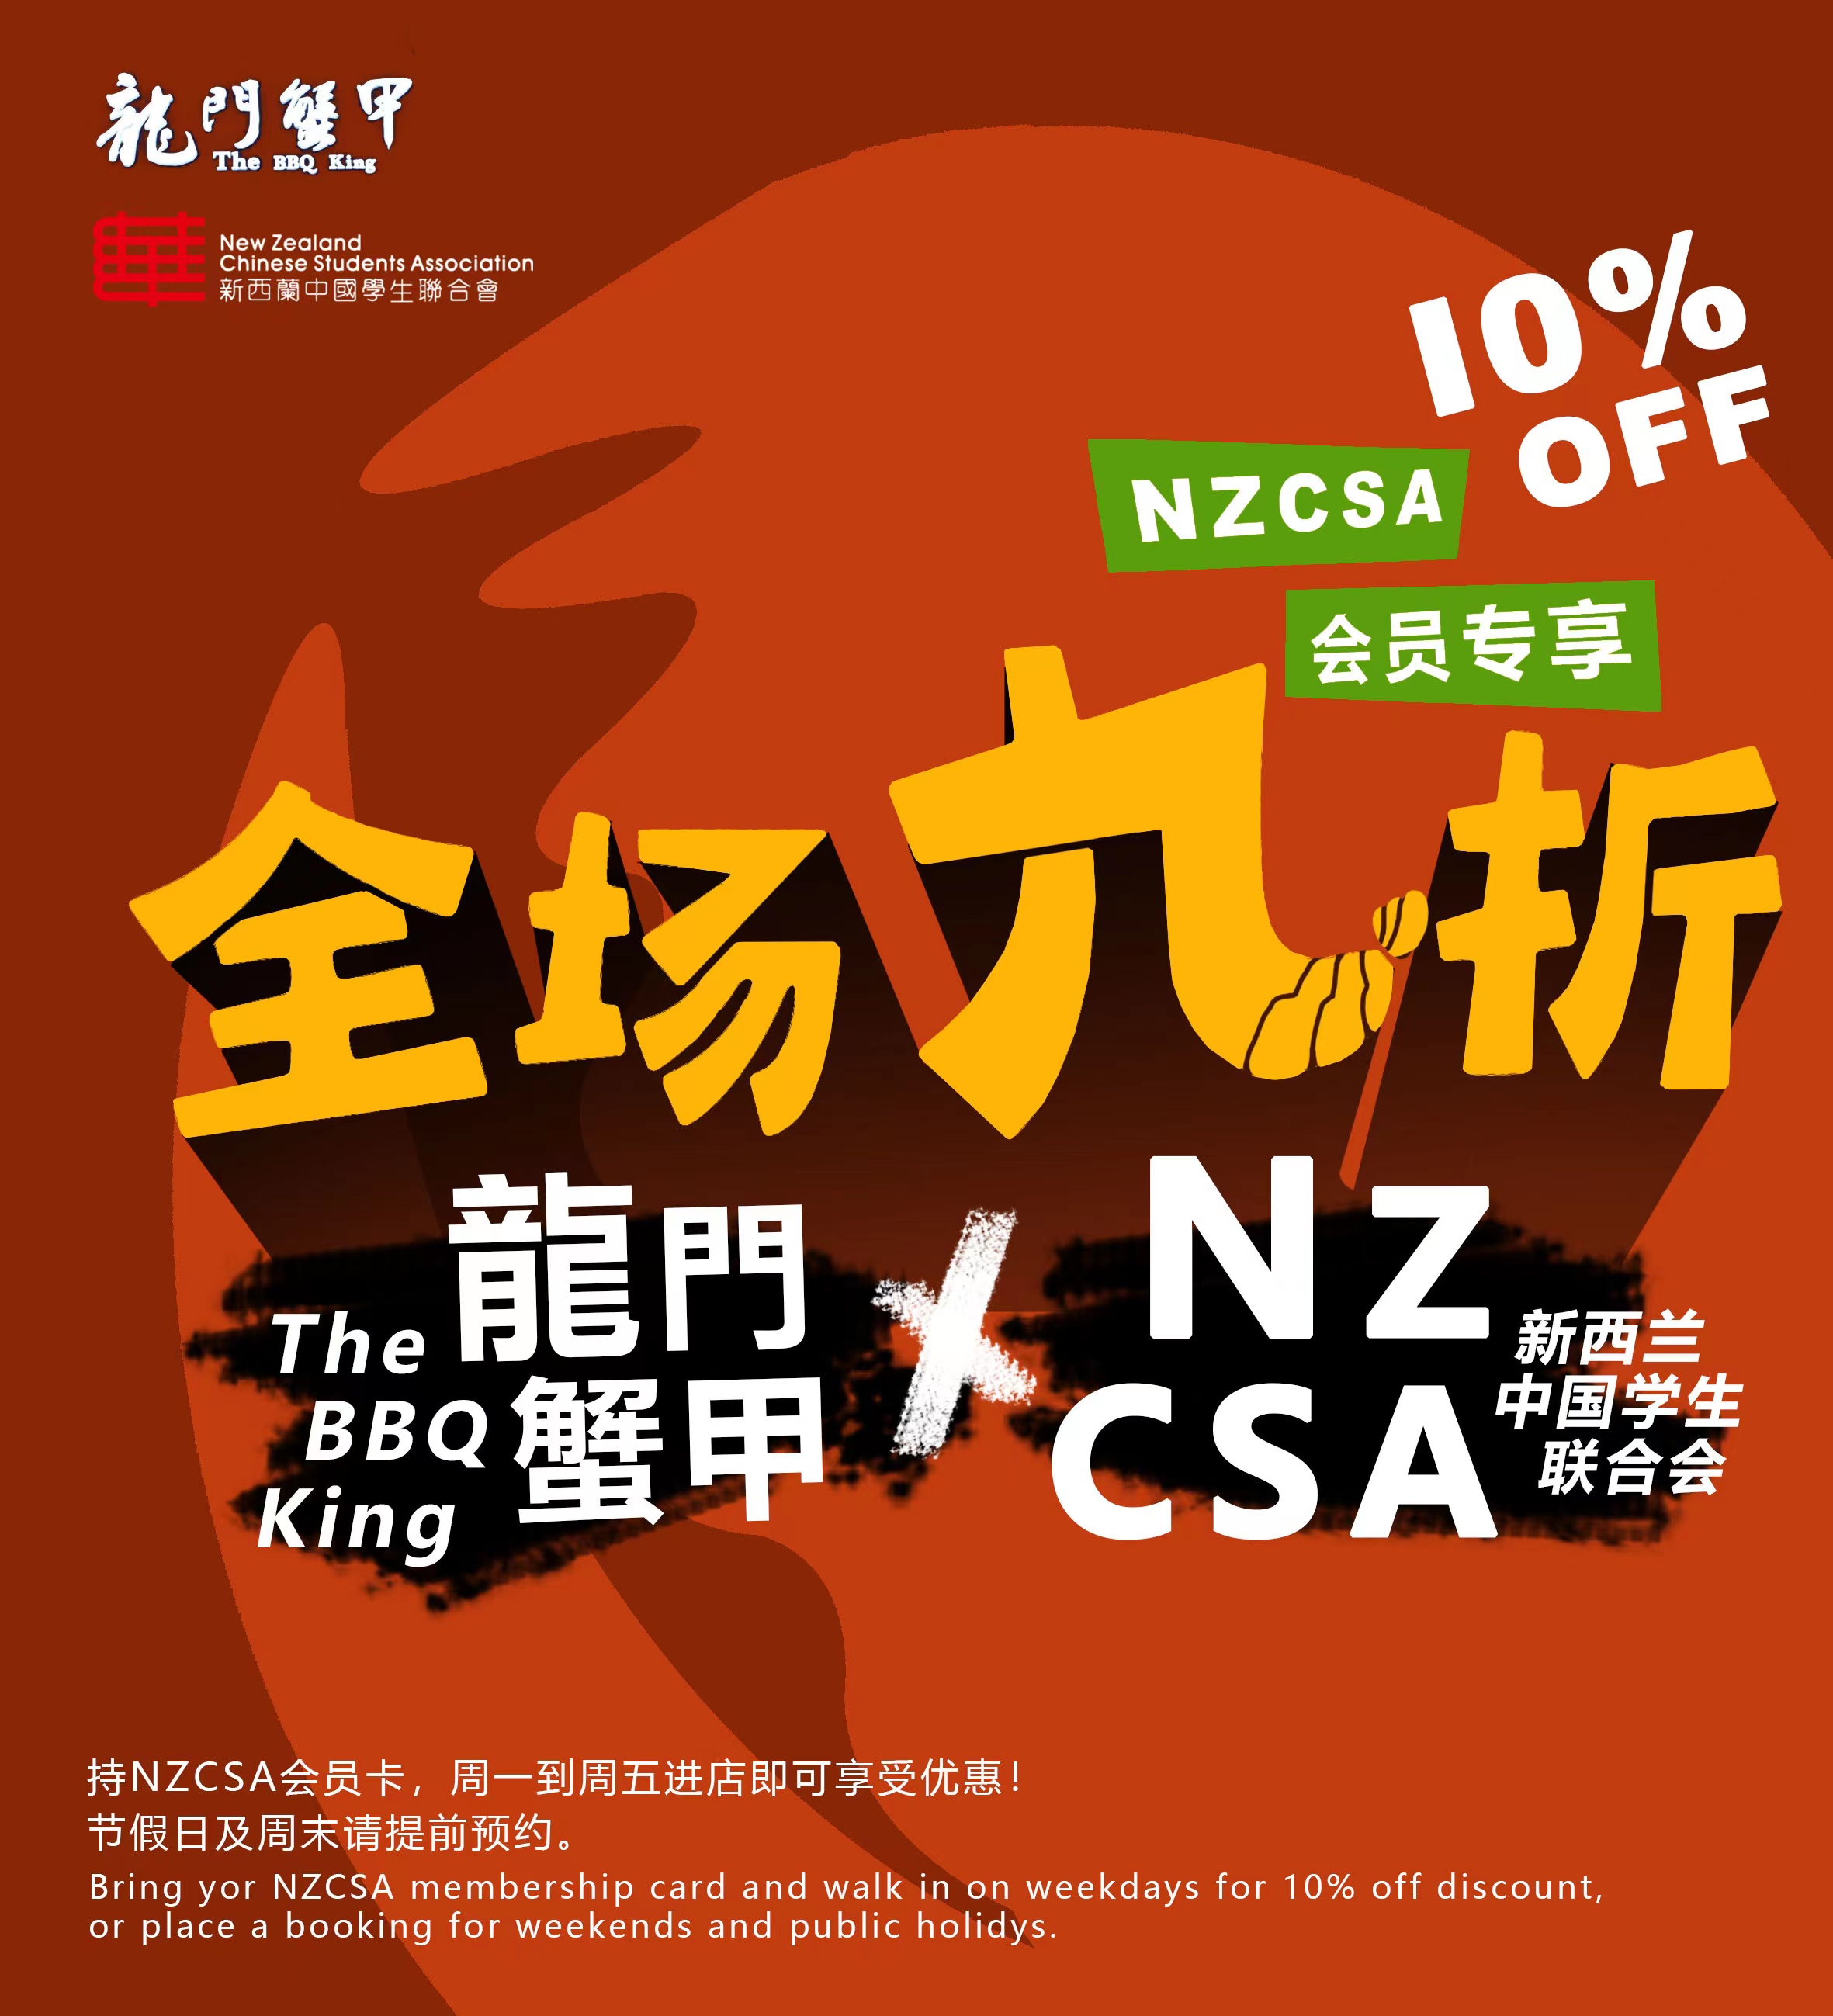 龍門蟹甲
The BBQ King
New Zealand
Chinese Students Association
新西蘭中國學生聯合會
10%
OFF
NZCSA
会员专享
全场九折
The
BBQ
King
龍門
蟹甲
X
NZ
CSA
新西兰
中国学生
联合会
持NZCSA会员卡，周一到周五进店即可享受优惠！
节假日及周末请提前预约。
Bring yor NZCSA membership card and walk in on weekdays for 10% off discount,
or place a booking for weekends and public holidys.